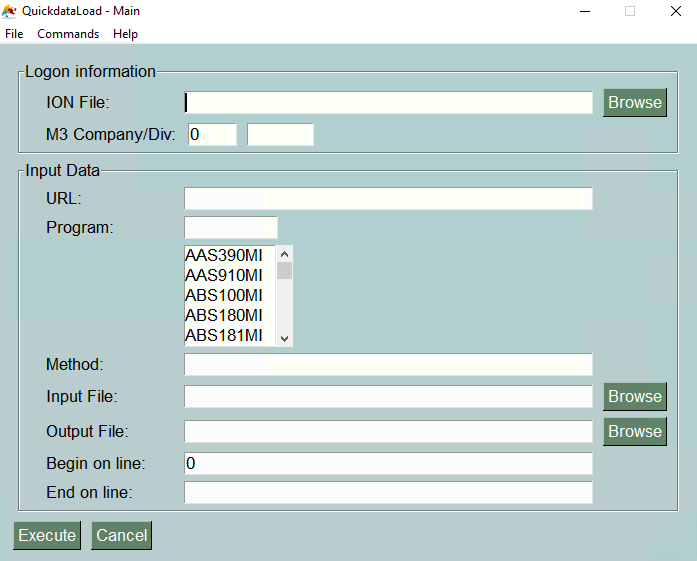 QuickdataLoad - Main
File Commands Help
Logon information
ION File: Browse
M3 Company/Div: 0
Input Data
URL:
Program:
AAS390MI
AAS910MI
ABS100MI
ABS180MI
ABS181MI
Method:
Input File: Browse
Output File: Browse
Begin on line: 0
End on line:
Execute Cancel